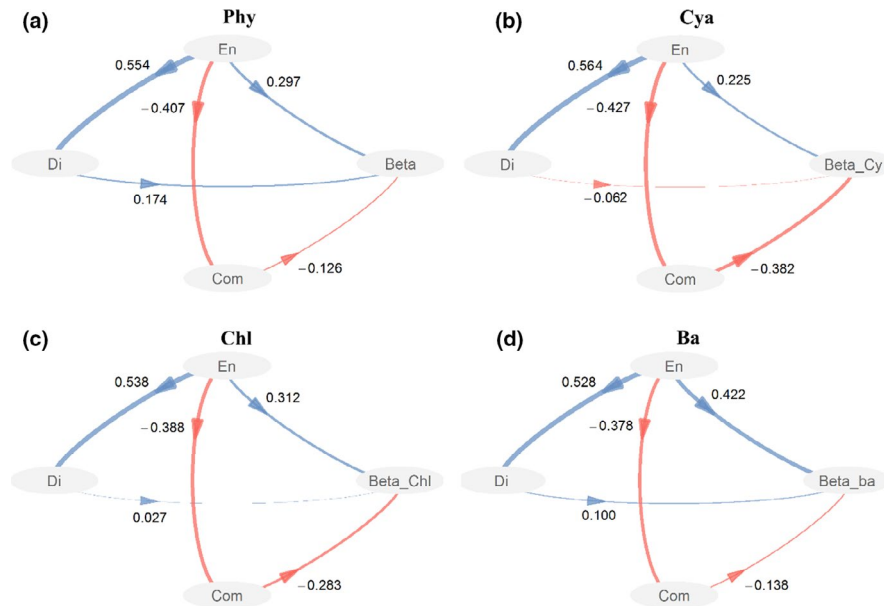 (a)
Phy
En
0.554
0.297
−0.407
Di
Beta
0.174
−0.126
Com
(b)
Cya
En
0.564
0.225
−0.427
Di
Beta_Cy
−0.062
−0.382
Com
(c)
Chl
En
0.538
0.312
−0.388
Di
Beta_Chl
0.027
−0.283
Com
(d)
Ba
En
0.528
0.422
−0.378
Di
Beta_ba
0.100
−0.138
Com